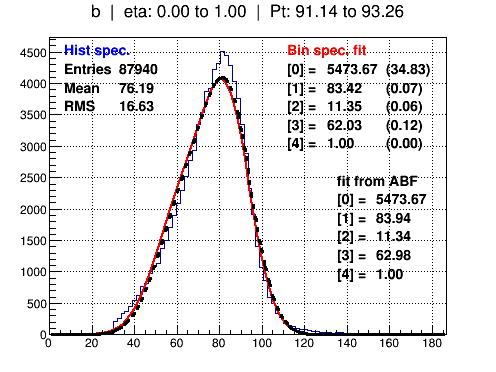 b | eta: 0.00 to 1.00 | Pt: 91.14 to 93.26
Hist spec.
Entries 87940
Mean 76.19
RMS 16.63
Bin spec. fit
[0] = 5473.67 (34.83)
[1] = 83.42 (0.07)
[2] = 11.35 (0.06)
[3] = 62.03 (0.12)
[4] = 1.00 (0.00)
fit from ABF
[0] = 5473.67
[1] = 83.94
[2] = 11.34
[3] = 62.98
[4] = 1.00
4500
4000
3500
3000
2500
2000
1500
1000
500
0
0 20 40 60 80 100 120 140 160 180